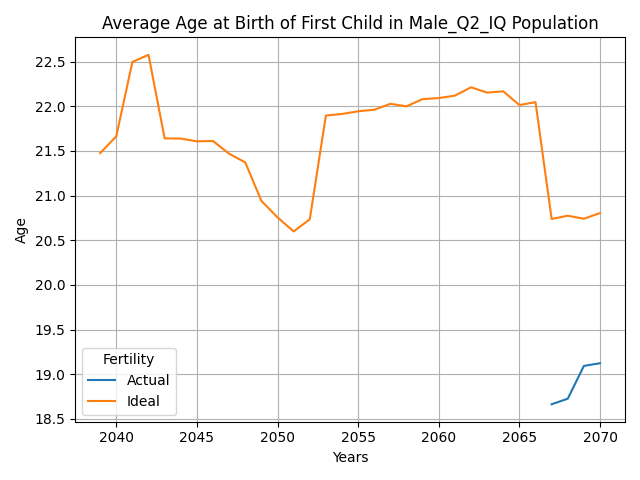 Average Age at Birth of First Child in Male_Q2_IQ Population
Age
22.5
22.0
21.5
21.0
20.5
20.0
19.5
19.0
18.5
Fertility
Actual
Ideal
2040 2045 2050 2055 2060 2065 2070
Years